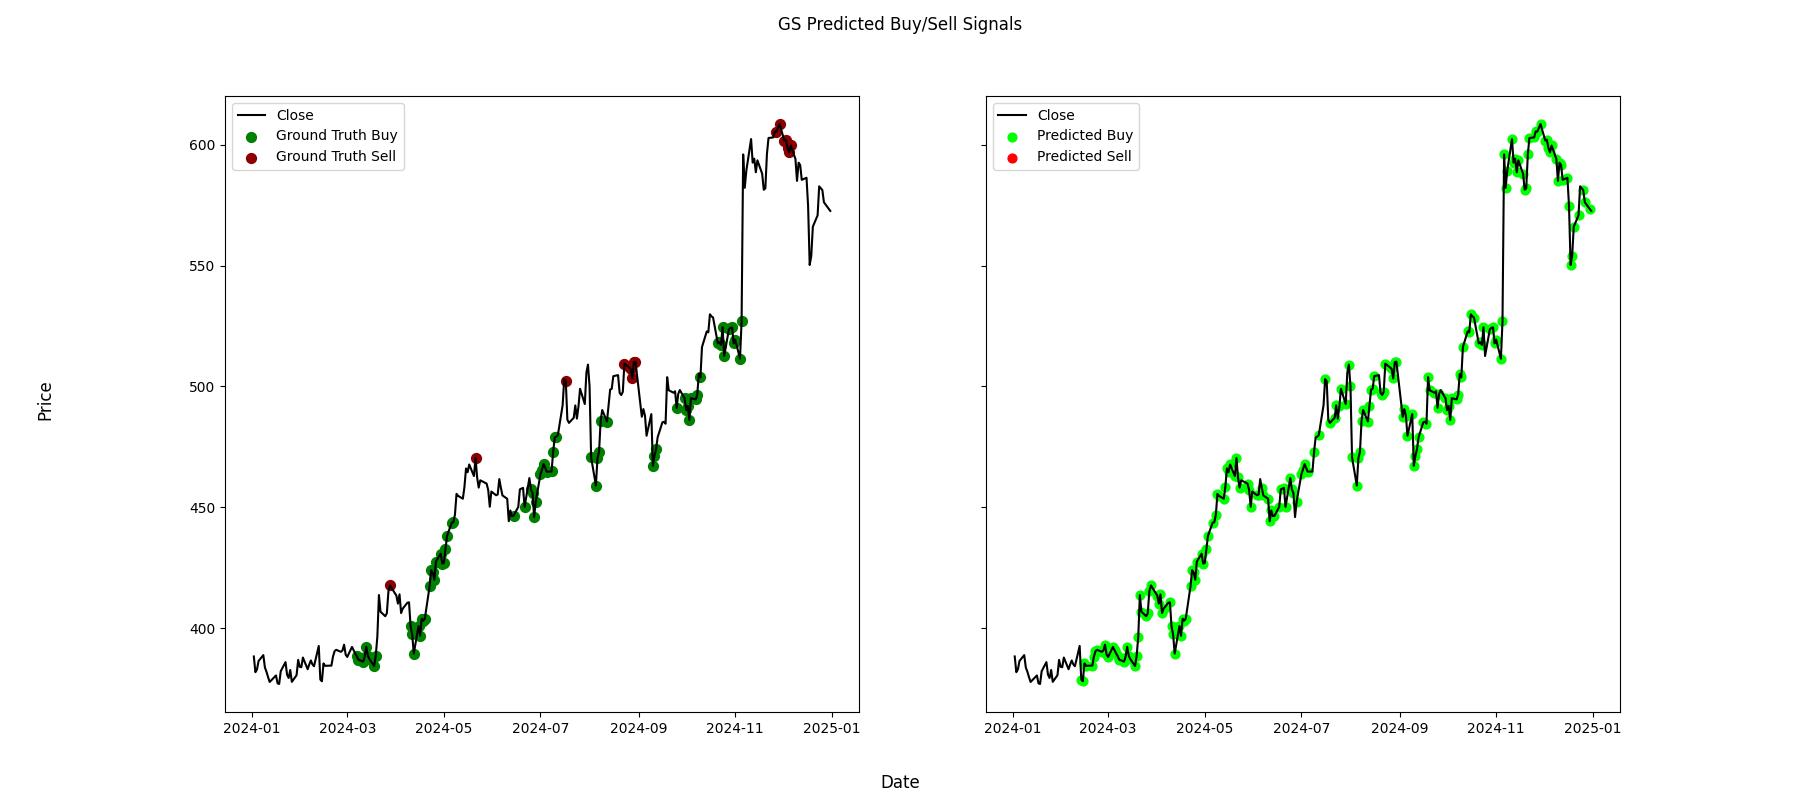 GS Predicted Buy/Sell Signals
Close
Ground Truth Buy
Ground Truth Sell
Close
Predicted Buy
Predicted Sell
600
550
500
450
400
Price
2024-01 2024-03 2024-05 2024-07 2024-09 2024-11 2025-01
2024-01 2024-03 2024-05 2024-07 2024-09 2024-11 2025-01
Date